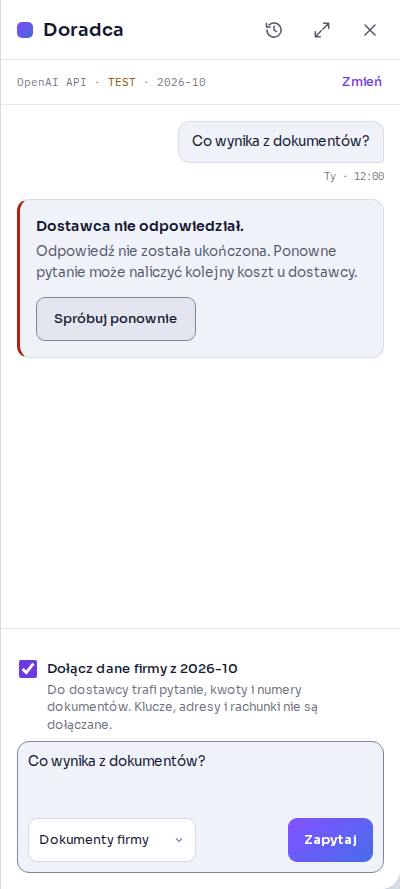 Doradca
OpenAI API · TEST · 2026-10
Zmień
Co wynika z dokumentów?
Ty · 12:00
Dostawca nie odpowiedział.
Odpowiedź nie została ukończona. Ponowne
pytanie może naliczyć kolejny koszt u dostawcy.
Spróbuj ponownie
Dołącz dane firmy z 2026-10
Do dostawcy trafi pytanie, kwoty i numery
dokumentów. Klucze, adresy i rachunki nie są
dołączane.
Co wynika z dokumentów?
Dokumenty firmy
Zapytaj